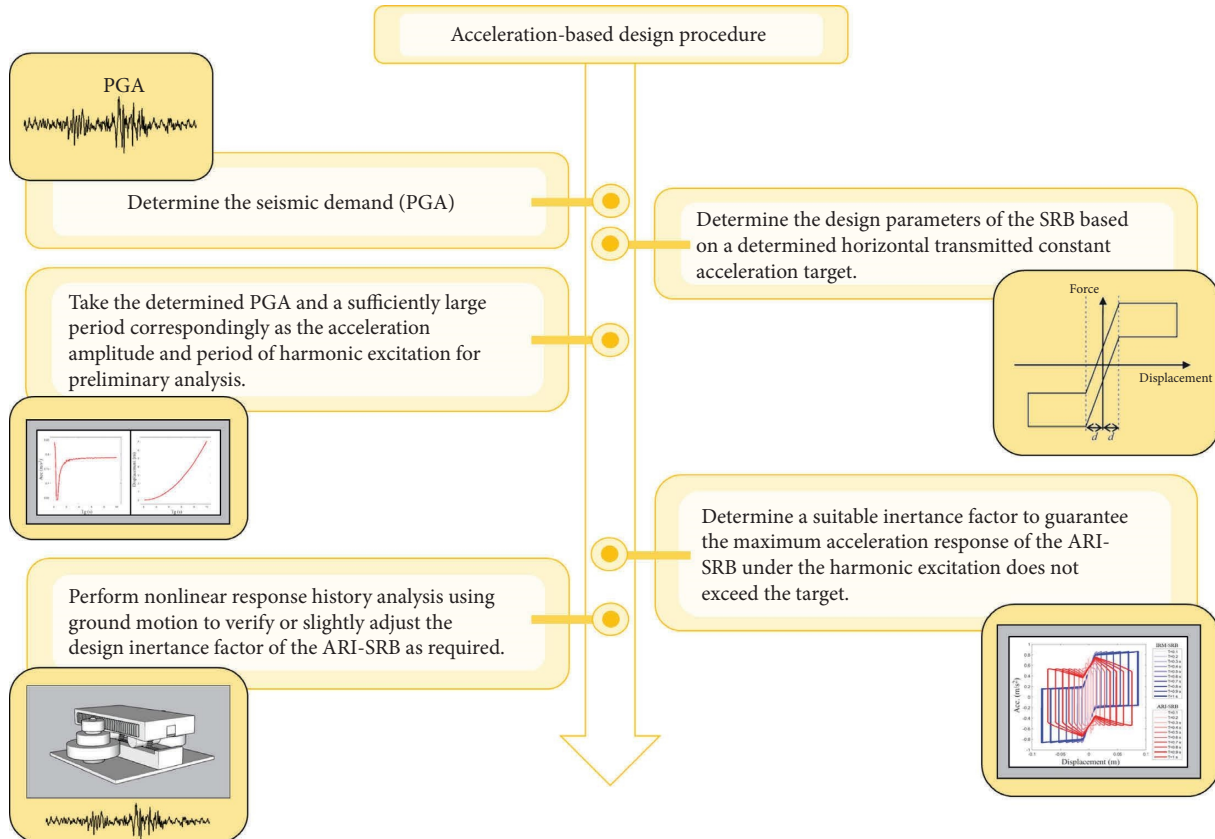 Acceleration-based design procedure
PGA
Determine the seismic demand (PGA)
Determine the design parameters of the SRB based
on a determined horizontal transmitted constant
acceleration target.
Force
Displacement
d
d
Take the determined PGA and a sufficiently large
period correspondingly as the acceleration
amplitude and period of harmonic excitation for
preliminary analysis.
Determine a suitable inertance factor to guarantee
the maximum acceleration response of the ARI-
SRB under the harmonic excitation does not
exceed the target.
Acc. (m/s²)
Displacement (m)
IRM-SRB
ARI-SRB
Perform nonlinear response history analysis using
ground motion to verify or slightly adjust the
design inertance factor of the ARI-SRB as required.